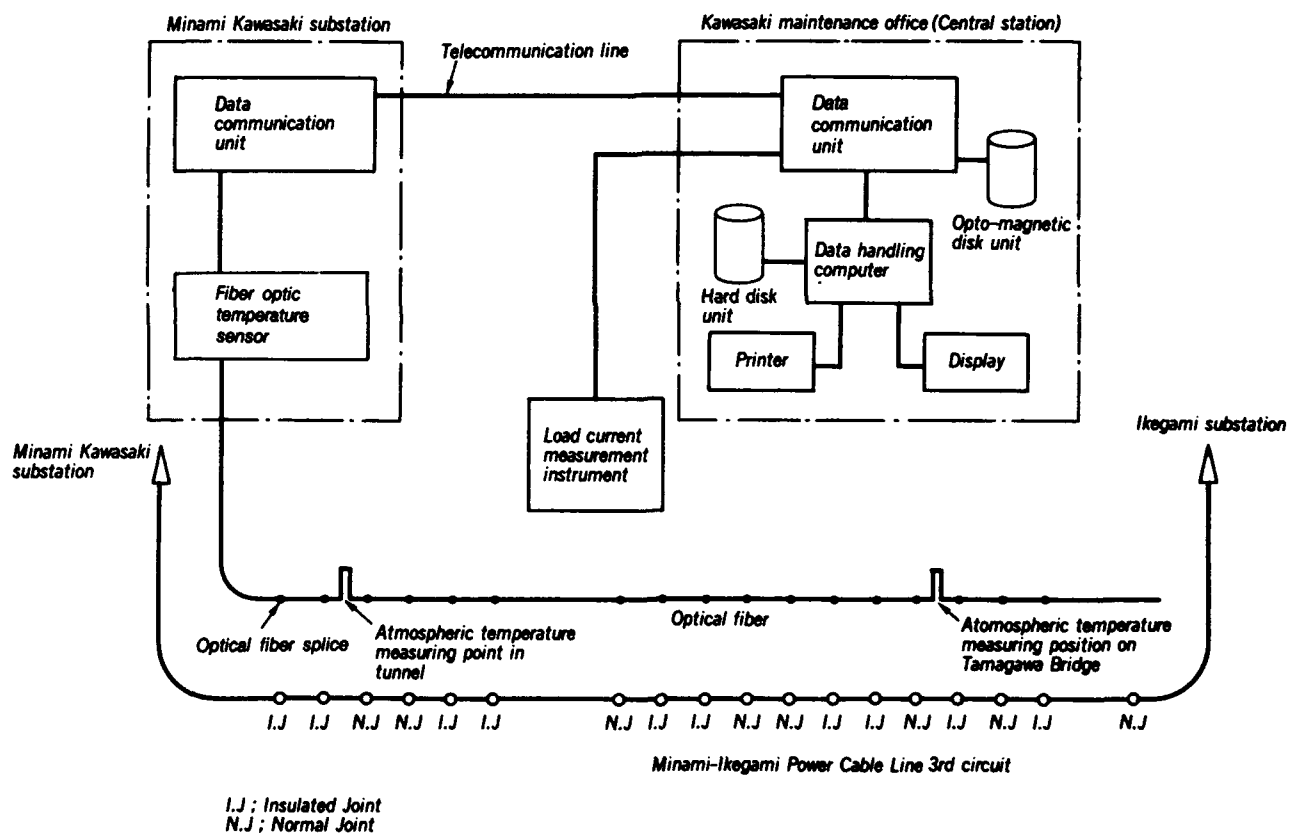 Minami Kawasaki substation
Kawasaki maintenance office (Central station)
Telecommunication line
Data
communication
unit
Data
communication
unit
Opto-magnetic
disk unit
Data handling
computer
Hard disk
unit
Fiber optic
temperature
sensor
Printer
Display
Load current
measurement
instrument
Minami Kawasaki
substation
Ikegami substation
Optical fiber splice
Atmospheric temperature
measuring point in
tunnel
Optical fiber
Atomospheric temperature
measuring position on
Tamagawa Bridge
I.J I.J N.J N.J I.J I.J N.J I.J I.J N.J N.J I.J I.J N.J I.J N.J I.J N.J
Minami-Ikegami Power Cable Line 3rd circuit
I.J ; Insulated Joint
N.J ; Normal Joint